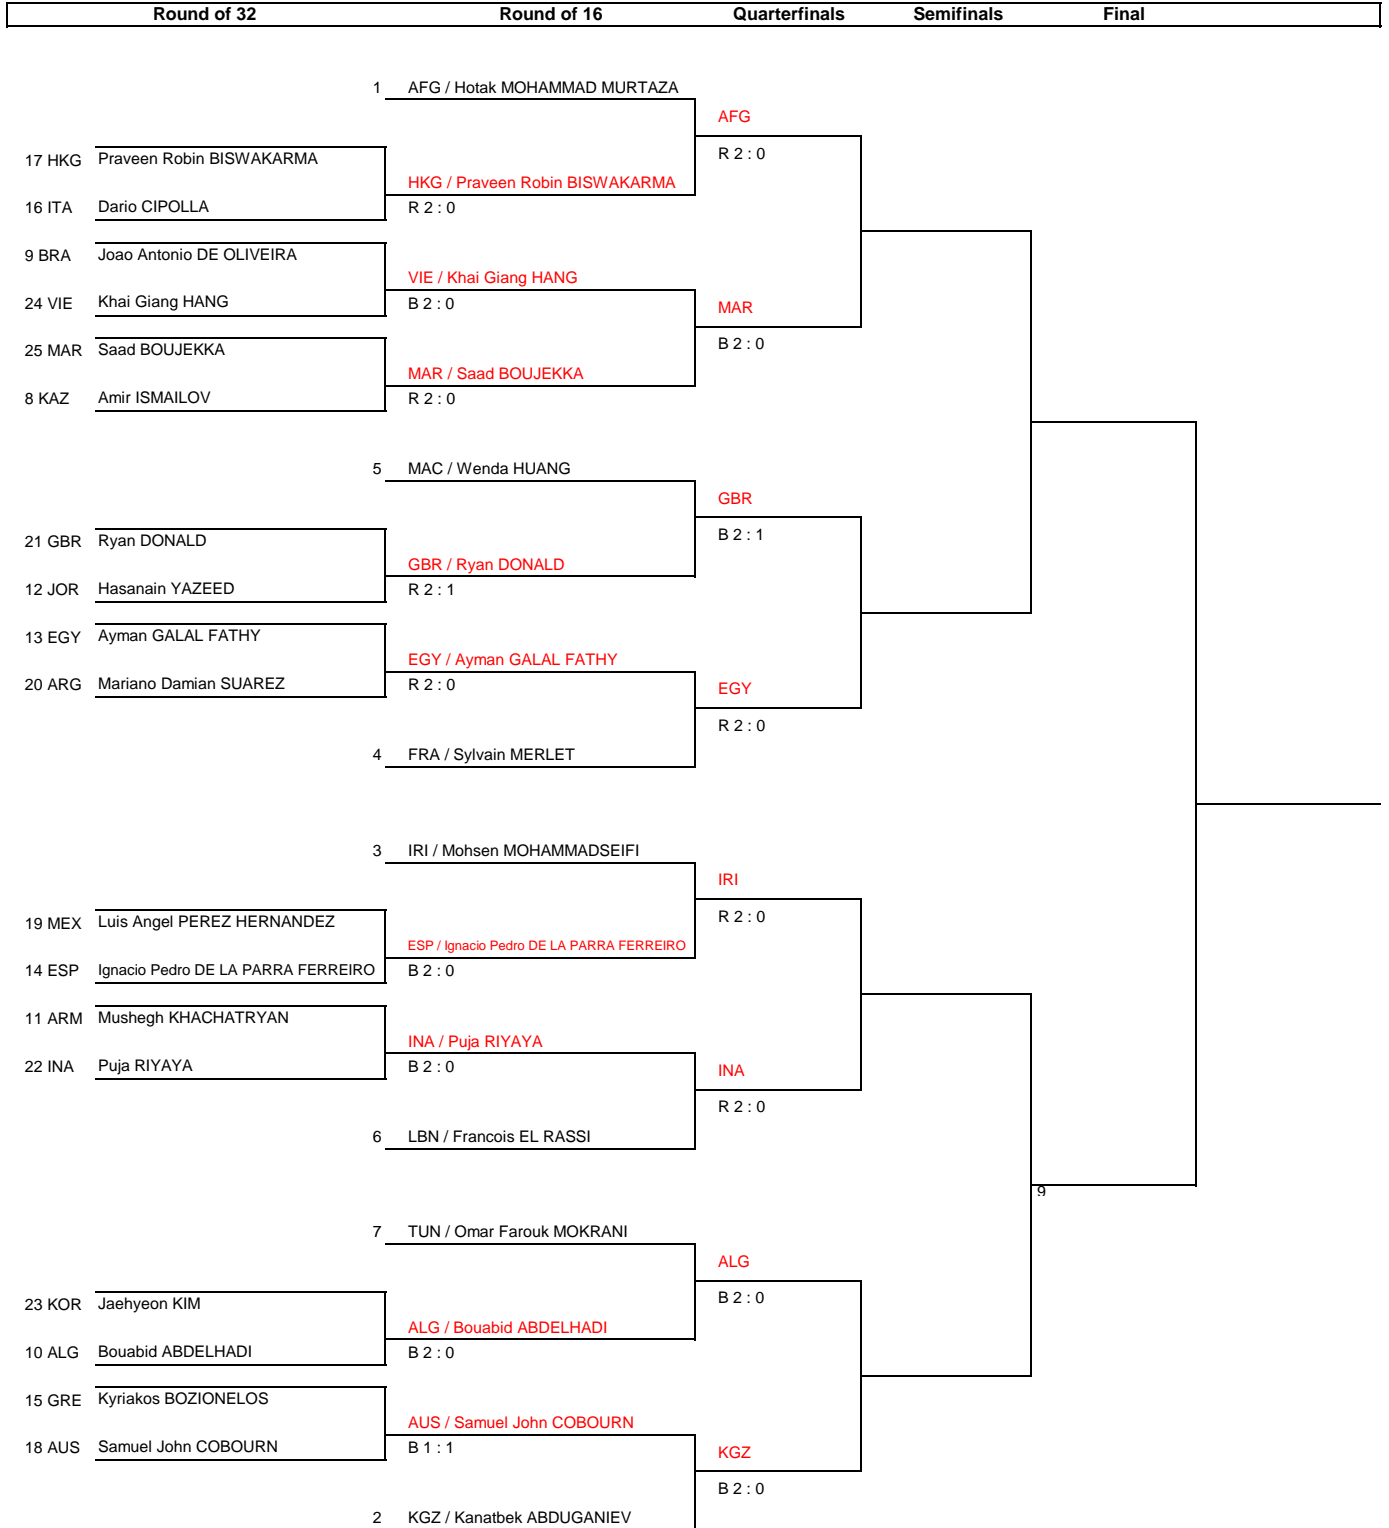 Round of 32 Round of 16 Quarterfinals Semifinals Final
1 AFG / Hotak MOHAMMAD MURTAZA
AFG
R 2 : 0
17 HKG Praveen Robin BISWAKARMA
HKG / Praveen Robin BISWAKARMA
16 ITA Dario CIPOLLA
R 2 : 0
9 BRA Joao Antonio DE OLIVEIRA
VIE / Khai Giang HANG
24 VIE Khai Giang HANG
B 2 : 0
MAR
B 2 : 0
25 MAR Saad BOUJEKKA
MAR / Saad BOUJEKKA
8 KAZ Amir ISMAILOV
R 2 : 0
5 MAC / Wenda HUANG
GBR
B 2 : 1
21 GBR Ryan DONALD
GBR / Ryan DONALD
12 JOR Hasanain YAZEED
R 2 : 1
13 EGY Ayman GALAL FATHY
EGY / Ayman GALAL FATHY
20 ARG Mariano Damian SUAREZ
R 2 : 0
EGY
R 2 : 0
4 FRA / Sylvain MERLET
3 IRI / Mohsen MOHAMMADSEIFI
IRI
R 2 : 0
19 MEX Luis Angel PEREZ HERNANDEZ
ESP / Ignacio Pedro DE LA PARRA FERREIRO
14 ESP Ignacio Pedro DE LA PARRA FERREIRO
B 2 : 0
11 ARM Mushegh KHACHATRYAN
INA / Puja RIYAYA
22 INA Puja RIYAYA
B 2 : 0
INA
R 2 : 0
6 LBN / Francois EL RASSI
9
7 TUN / Omar Farouk MOKRANI
ALG
B 2 : 0
23 KOR Jaehyeon KIM
ALG / Bouabid ABDELHADI
10 ALG Bouabid ABDELHADI
B 2 : 0
15 GRE Kyriakos BOZIONELOS
AUS / Samuel John COBOURN
18 AUS Samuel John COBOURN
B 1 : 1
KGZ
B 2 : 0
2 KGZ / Kanatbek ABDUGANIEV